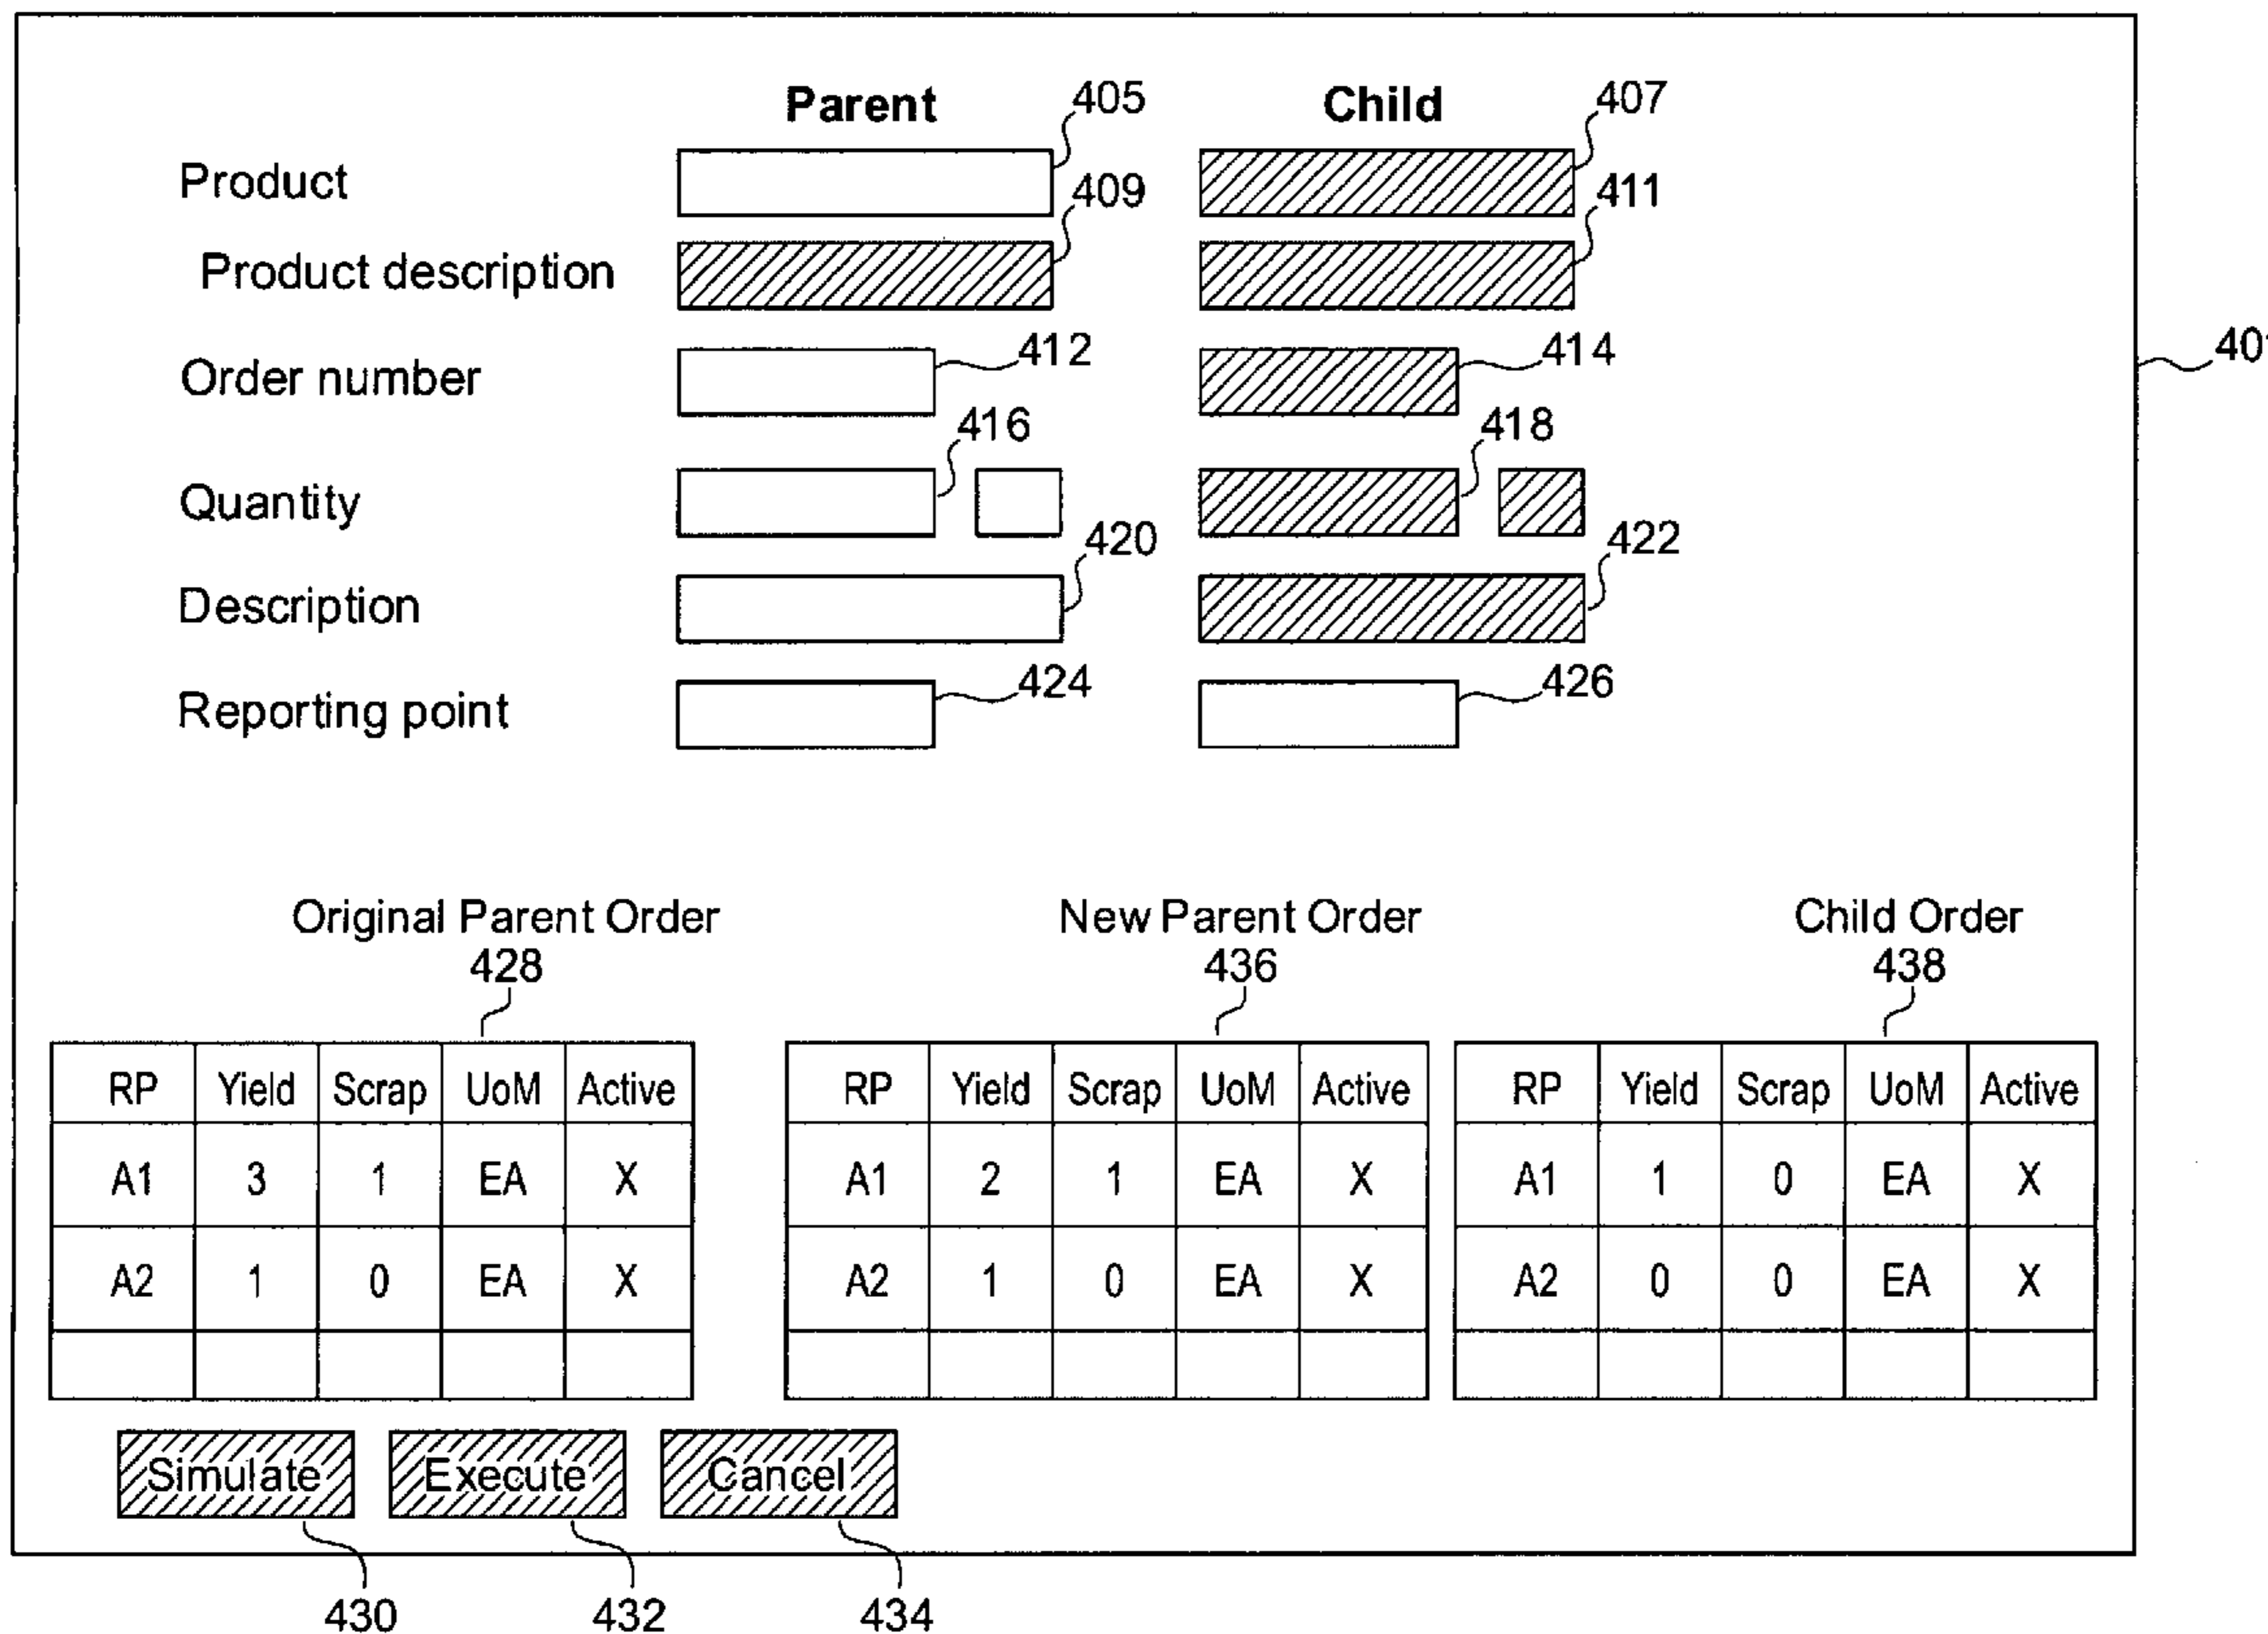 Parent 405 Child 407
Product 409 411
Product description
Order number 412 414
416 418
Quantity 420 422
Description
Reporting point 424 426
Original Parent Order New Parent Order Child Order
428 436 438
RP Yield Scrap UoM Active RP Yield Scrap UoM Active RP Yield Scrap UoM Active
A1 3 1 EA X A1 2 1 EA X A1 1 0 EA X
A2 1 0 EA X A2 1 0 EA X A2 0 0 EA X
Simulate Execute Cancel
430 432 434